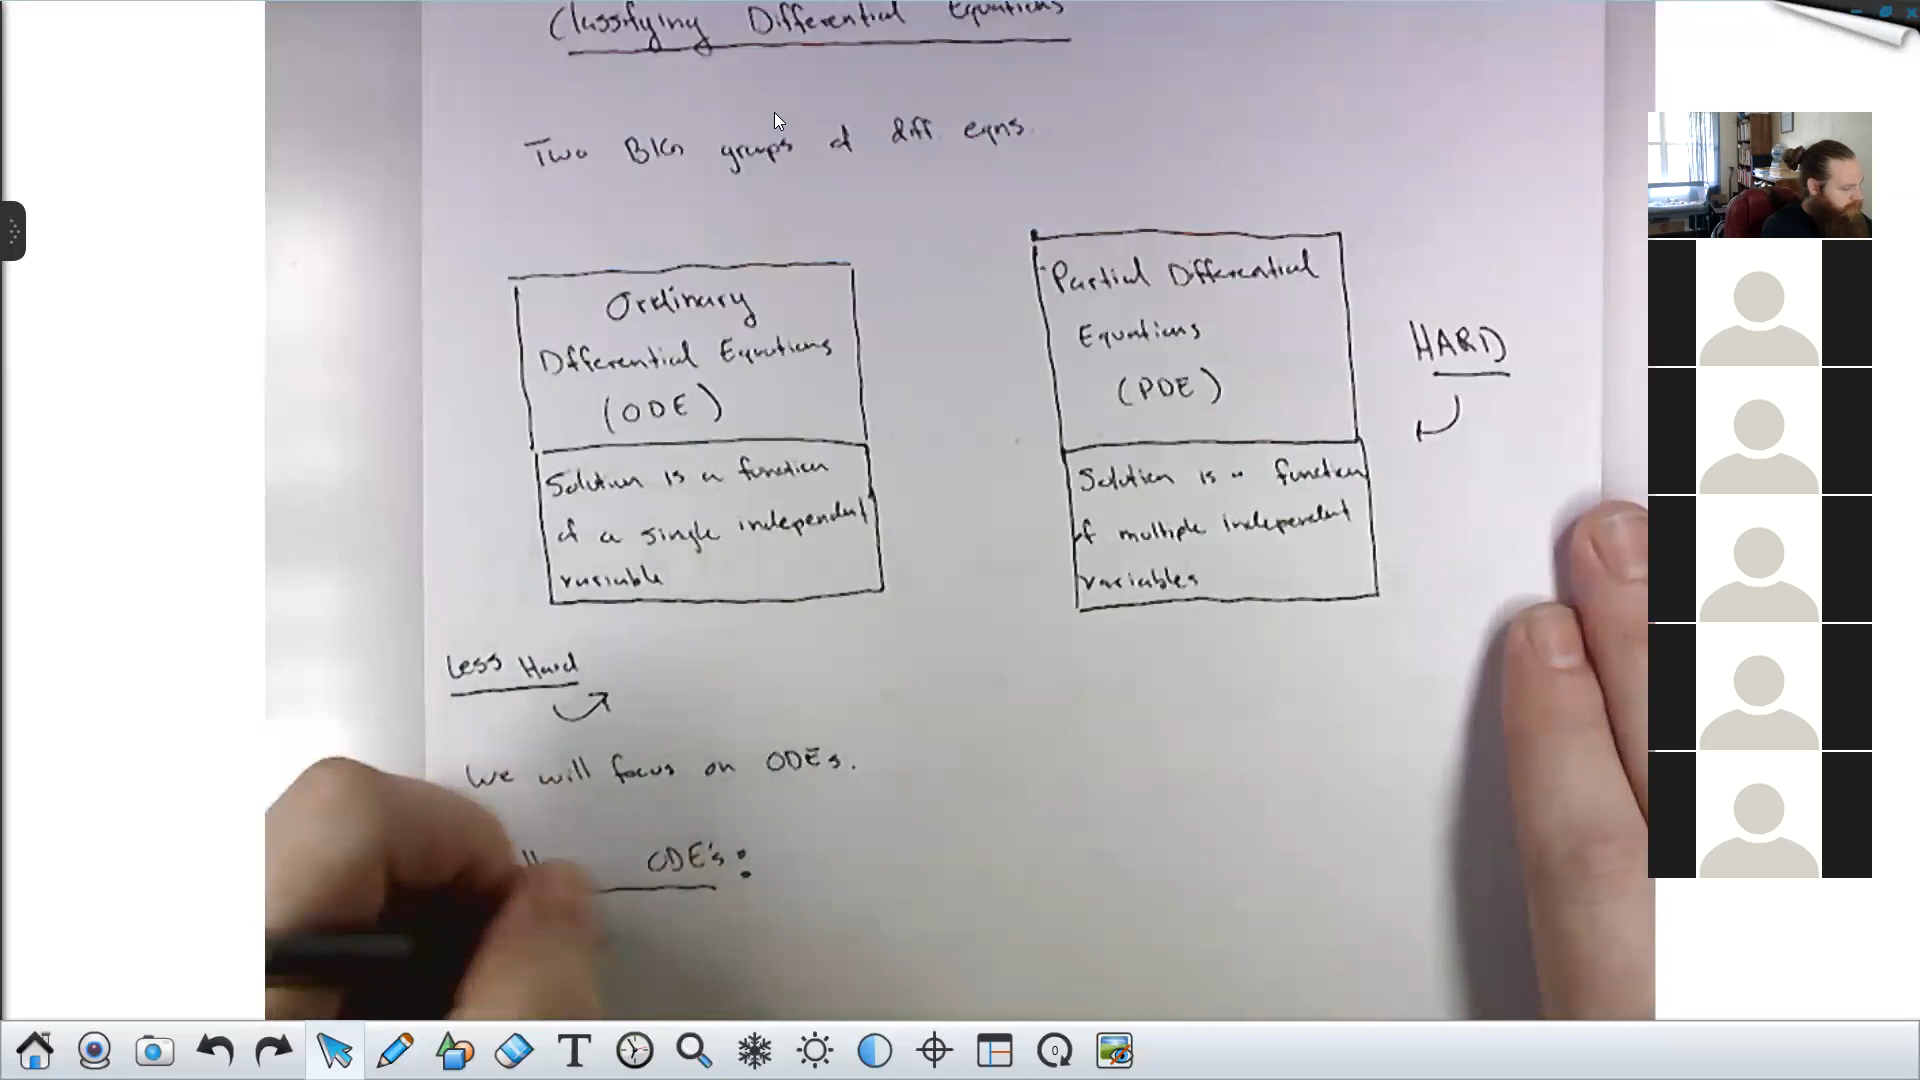 Classifying Differential Equations
Two BIG groups of diff. eqns.
Ordinary
Differential Equations
(ODE)
Solution is a function
of a single independent
variable
Partial Differential
Equations
(PDE)
Solution is a function
of multiple independent
variables
HARD
Less Hard
We will focus on ODEs.
ODE's:
T
0